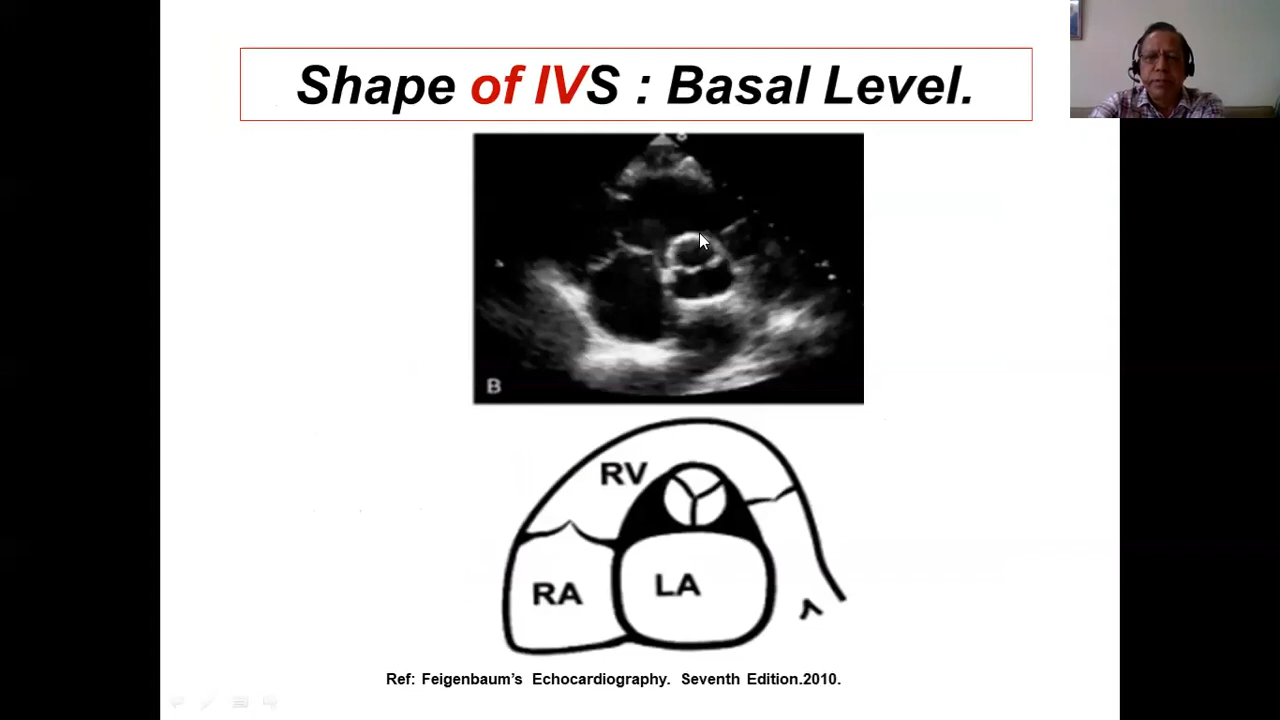 Shape of IVS : Basal Level.
B
RV
RA
LA
Ref: Feigenbaum's Echocardiography. Seventh Edition.2010.